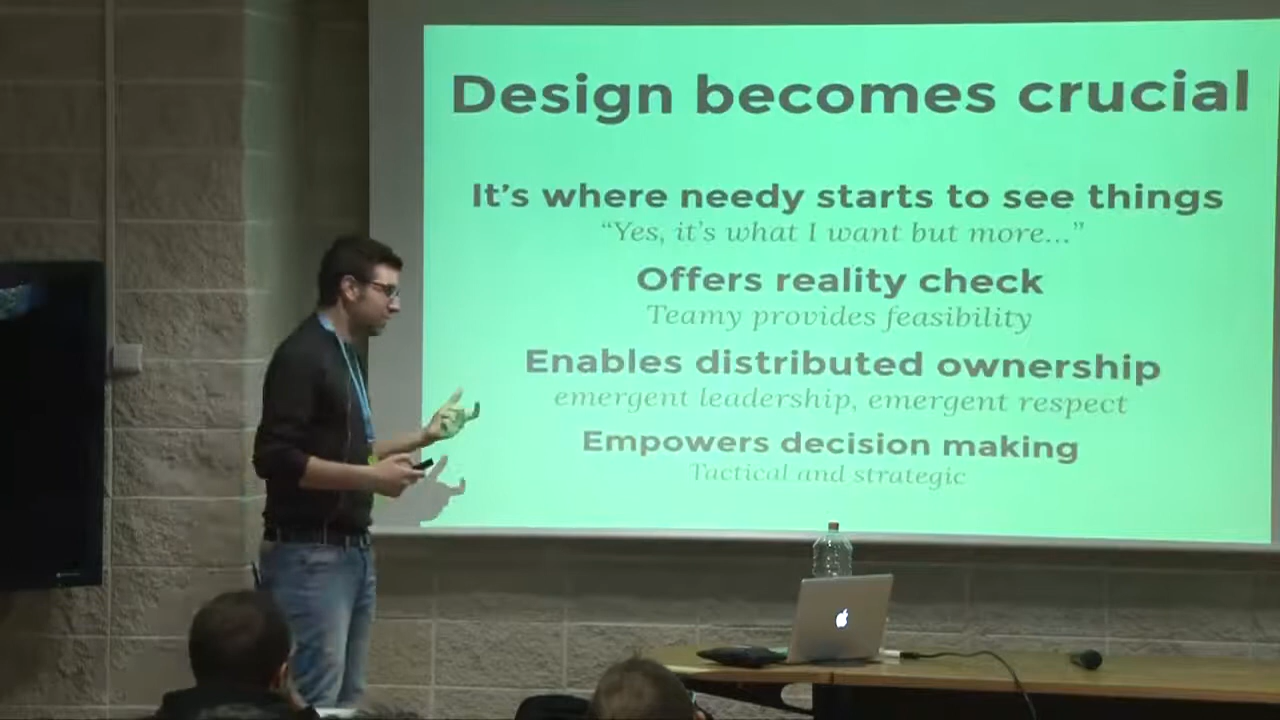 Design becomes crucial
It's where needy starts to see things
“Yes, it's what I want but more...”
Offers reality check
Teamy provides feasibility
Enables distributed ownership
emergent leadership, emergent respect
Empowers decision making
Tactical and strategic